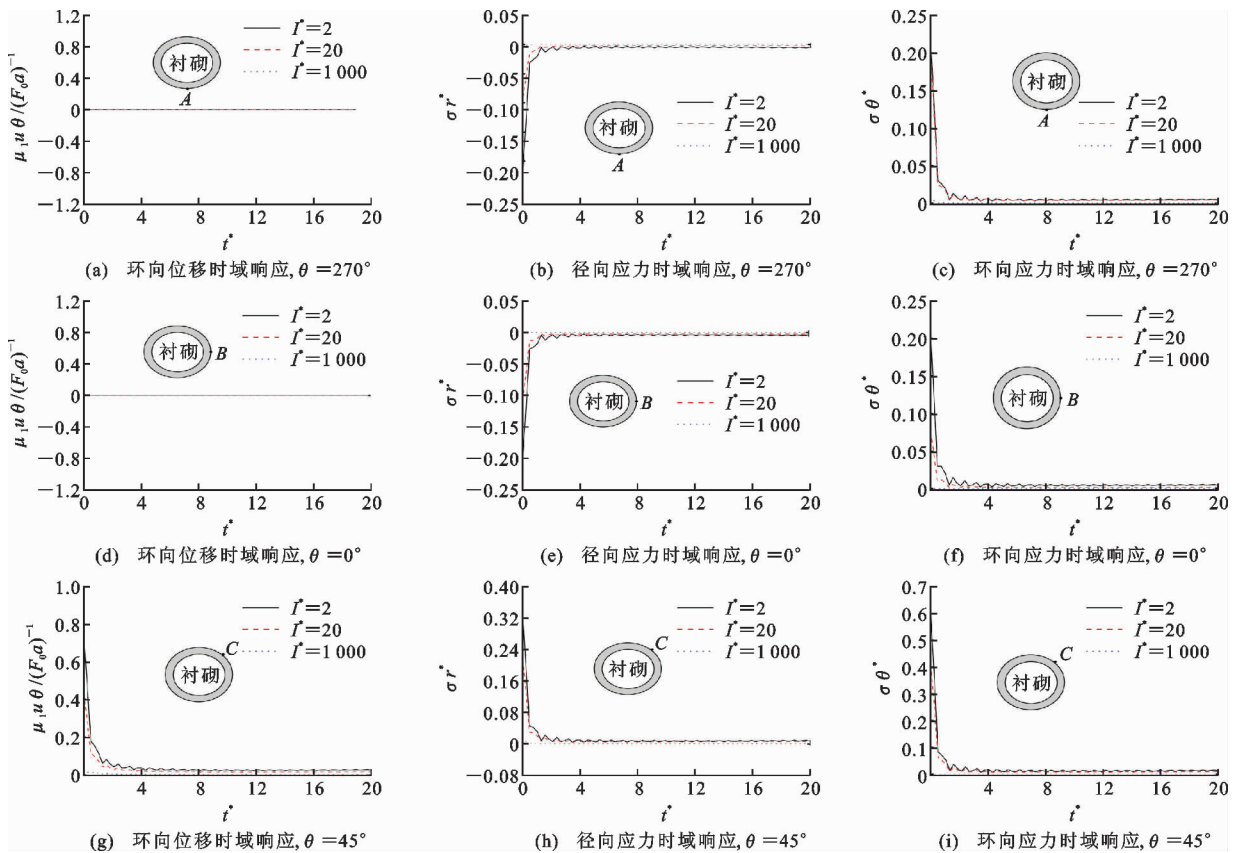 1.2
0.8
0.4
0
−0.4
−0.8
−1.2
μ₁uθ/(F₀a)⁻¹
衬砌
A
I*=2
I*=20
I*=1 000
0 4 8 12 16 20
t*
(a) 环向位移时域响应, θ=270°
0
−0.05
−0.10
−0.15
−0.20
−0.25
σr*
衬砌
A
I*=2
I*=20
I*=1 000
0 4 8 12 16 20
t*
(b) 径向应力时域响应, θ=270°
0.25
0.20
0.15
0.10
0.05
0
σθ*
衬砌
A
I*=2
I*=20
I*=1 000
4 8 12 16 20
t*
(c) 环向应力时域响应, θ=270°
1.2
0.8
0.4
0
−0.4
−0.8
−1.2
μ₁uθ/(F₀a)⁻¹
衬砌
B
I*=2
I*=20
I*=1 000
0 4 8 12 16 20
t*
(d) 环向位移时域响应, θ=0°
0.05
0
−0.05
−0.10
−0.15
−0.20
−0.25
σr*
衬砌
B
I*=2
I*=20
I*=1 000
0 4 8 12 16 20
t*
(e) 径向应力时域响应, θ=0°
0.25
0.20
0.15
0.10
0.05
0
σθ*
衬砌
B
I*=2
I*=20
I*=1 000
4 8 12 16 20
t*
(f) 环向应力时域响应, θ=0°
1.0
0.8
0.6
0.4
0.2
0
μ₁uθ/(F₀a)⁻¹
衬砌
C
I*=2
I*=20
I*=1 000
4 8 12 16 20
t*
(g) 环向位移时域响应, θ=45°
0.40
0.32
0.24
0.16
0.08
0
−0.08
σr*
衬砌
C
I*=2
I*=20
I*=1 000
0 4 8 12 16 20
t*
(h) 环向应力时域响应, θ=45°
0.7
0.6
0.5
0.4
0.3
0.2
0.1
0
σθ*
衬砌
C
I*=2
I*=20
I*=1 000
4 8 12 16 20
t*
(i) 环向应力时域响应, θ=45°